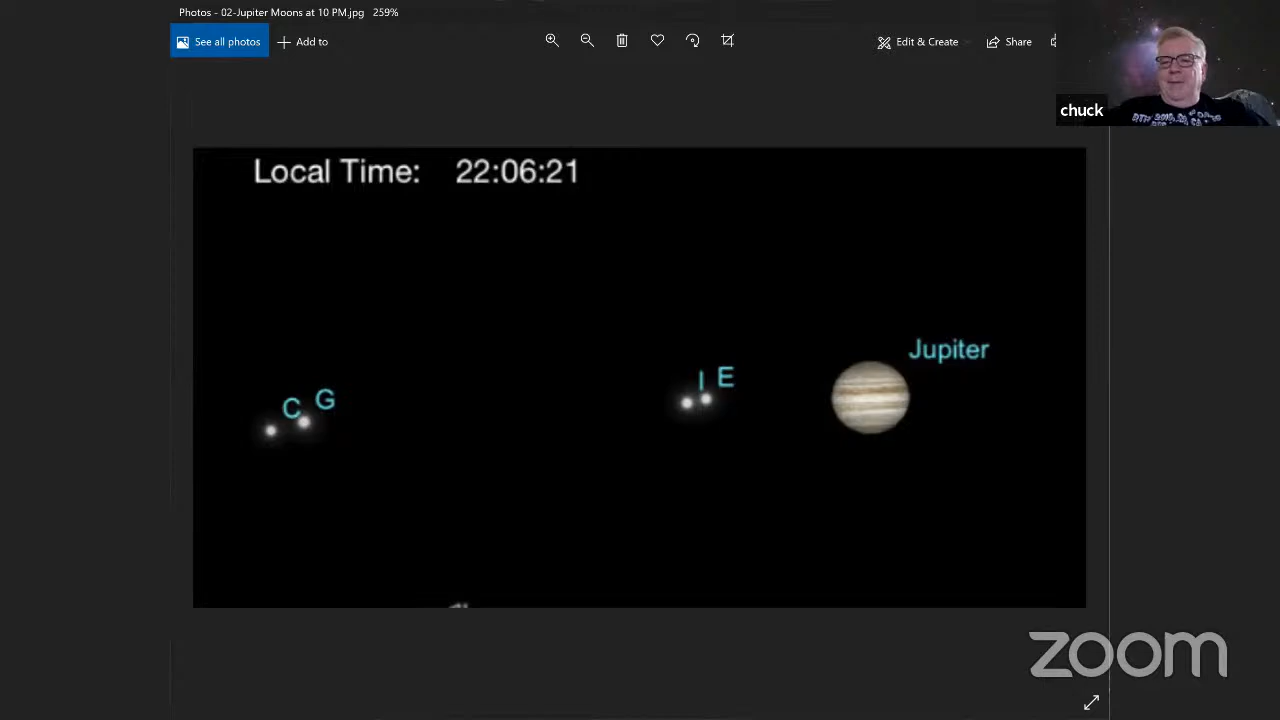 Photos - 02-Jupiter Moons at 10 PM.jpg 259%
See all photos
Add to
Edit & Create
Share
chuck
Local Time: 22:06:21
Jupiter
I E
C G
zoom